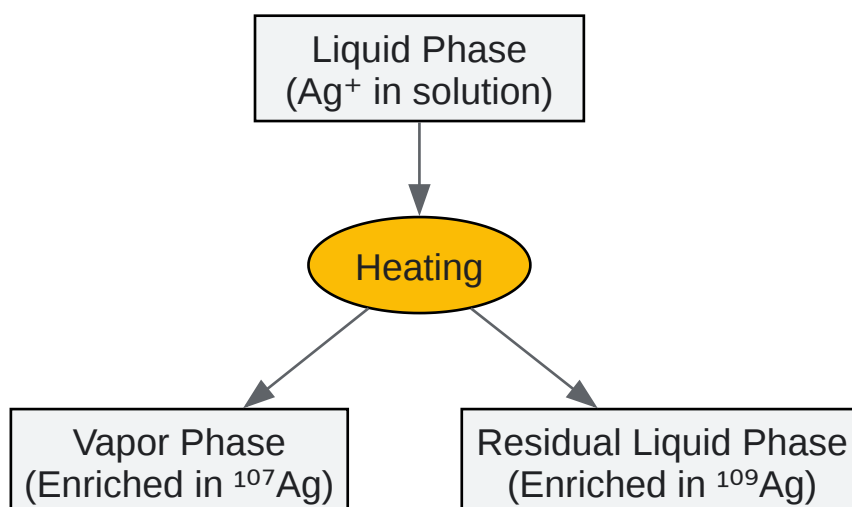 Liquid Phase
(Ag⁺ in solution)
Heating
Vapor Phase
(Enriched in ¹⁰⁷Ag)
Residual Liquid Phase
(Enriched in ¹⁰⁹Ag)